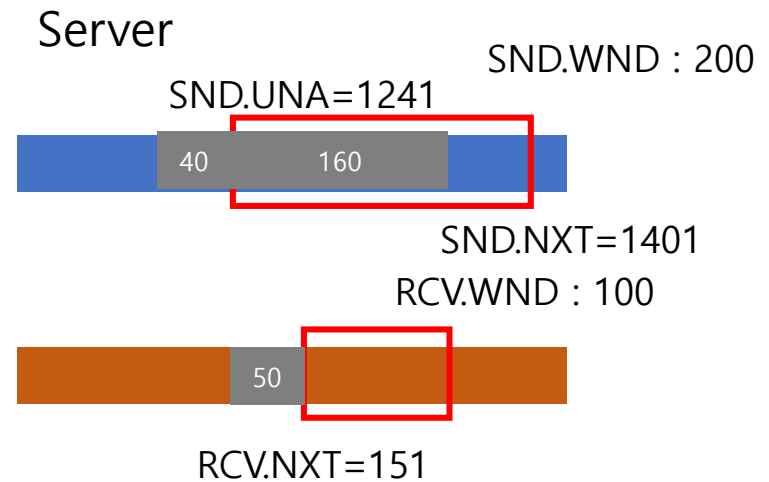 Server
SND.WND : 200
SND.UNA=1241
40
160
SND.NXT=1401
RCV.WND : 100
50
RCV.NXT=151